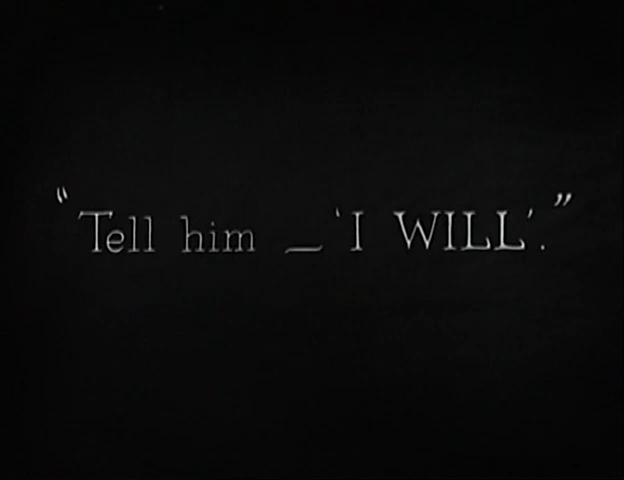 “Tell him — ‘I WILL’.”